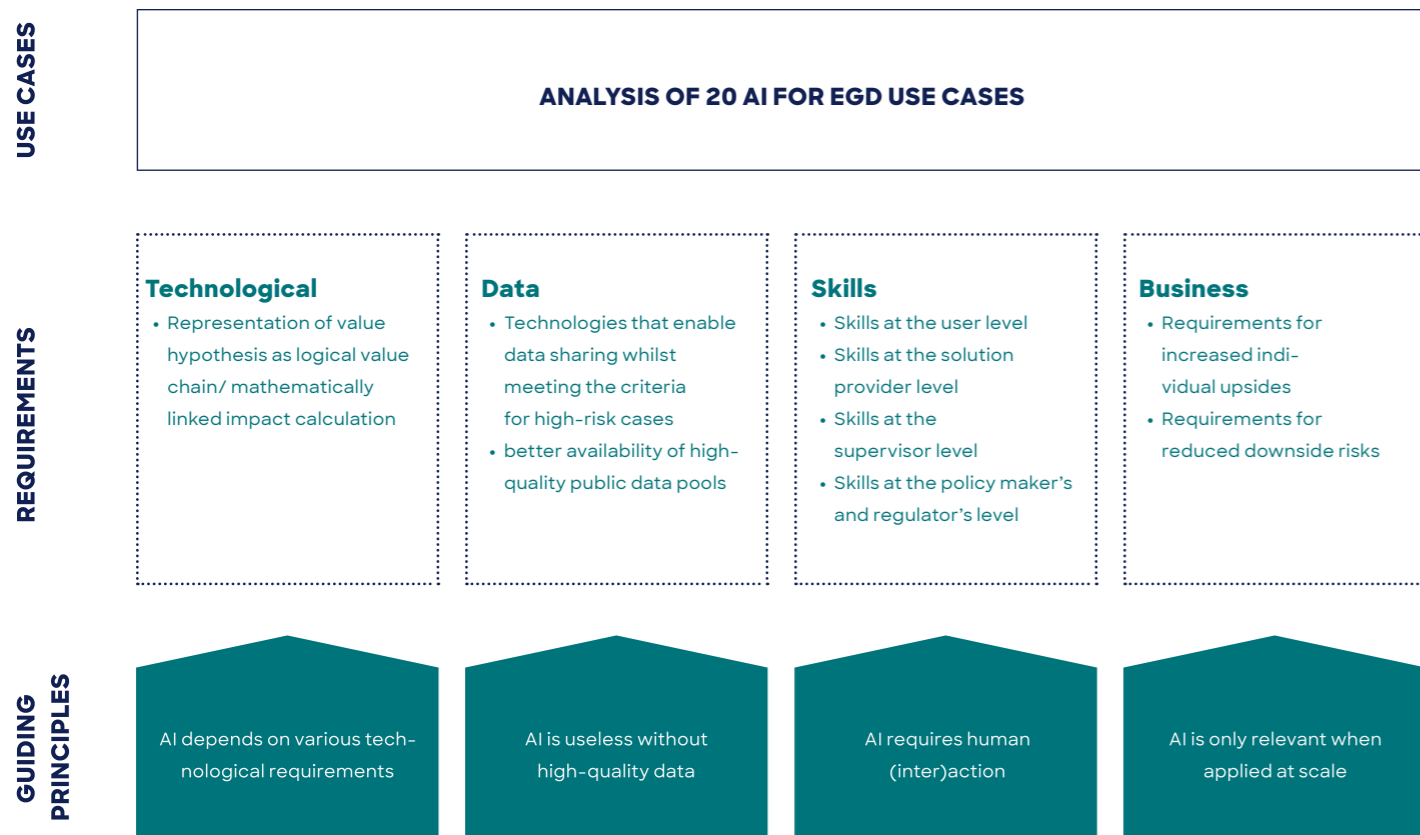 USE CASES
ANALYSIS OF 20 AI FOR EGD USE CASES
REQUIREMENTS
Technological
• Representation of value
hypothesis as logical value
chain/ mathematically
linked impact calculation
Data
• Technologies that enable
data sharing whilst
meeting the criteria
for high-risk cases
• better availability of high-
quality public data pools
Skills
• Skills at the user level
• Skills at the solution
provider level
• Skills at the
supervisor level
• Skills at the policy maker's
and regulator's level
Business
• Requirements for
increased indi-
vidual upsides
• Requirements for
reduced downside risks
GUIDING
PRINCIPLES
AI depends on various tech-
nological requirements
AI is useless without
high-quality data
AI requires human
(inter)action
AI is only relevant when
applied at scale